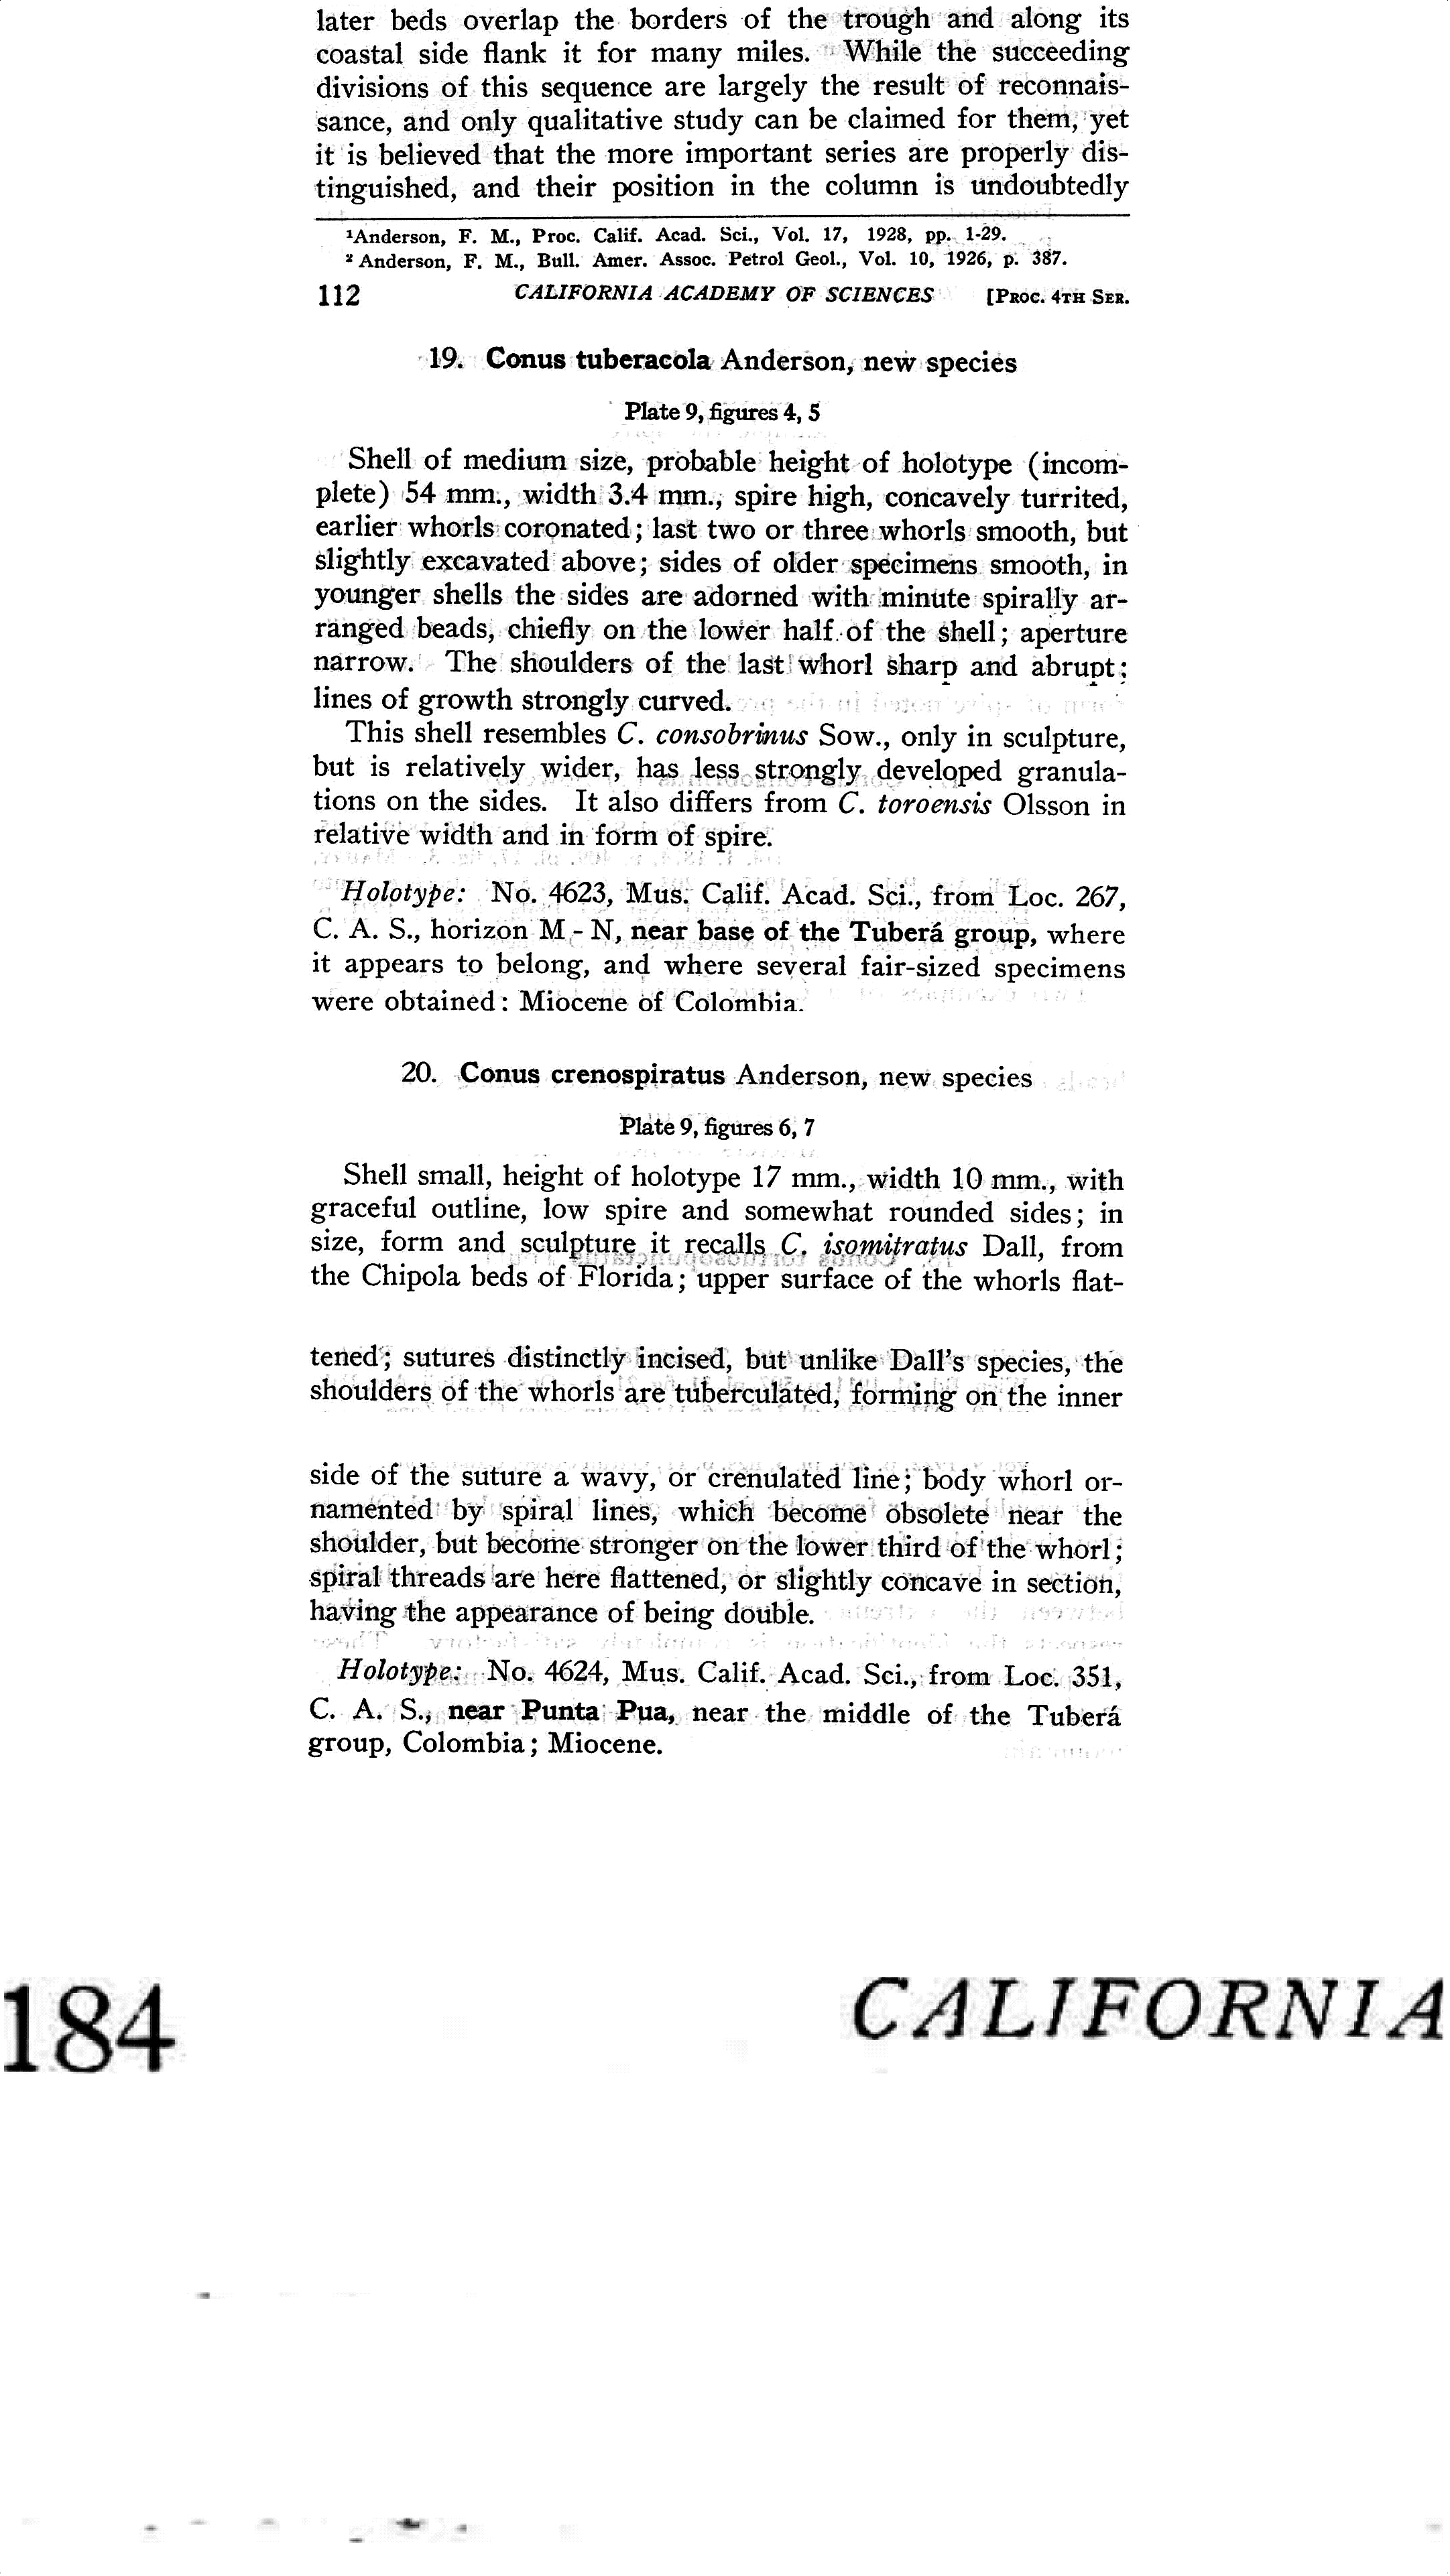 later beds overlap the borders of the trough and along its
coastal side flank it for many miles. While the succeeding
divisions of this sequence are largely the result of reconnais-
sance, and only qualitative study can be claimed for them, yet
it is believed that the more important series are properly dis-
tinguished, and their position in the column is undoubtedly
¹Anderson, F. M., Proc. Calif. Acad. Sci., Vol. 17, 1928, pp. 1-29.
² Anderson, F. M., Bull. Amer. Assoc. Petrol Geol., Vol. 10, 1926, p. 387.
112 CALIFORNIA ACADEMY OF SCIENCES [PROC. 4TH SER.
19. Conus tuberacola Anderson, new species
Plate 9, figures 4, 5
Shell of medium size, probable height of holotype (incom-
plete) 54 mm., width 3.4 mm., spire high, concavely turrited,
earlier whorls coronated; last two or three whorls smooth, but
slightly excavated above; sides of older specimens smooth, in
younger shells the sides are adorned with minute spirally ar-
ranged beads, chiefly on the lower half of the shell; aperture
narrow. The shoulders of the last whorl sharp and abrupt;
lines of growth strongly curved.
This shell resembles C. consobrinus Sow., only in sculpture,
but is relatively wider, has less strongly developed granula-
tions on the sides. It also differs from C. toroensis Olsson in
relative width and in form of spire.
Holotype: No. 4623, Mus. Calif. Acad. Sci., from Loc. 267,
C. A. S., horizon M - N, near base of the Tuberá group, where
it appears to belong, and where several fair-sized specimens
were obtained: Miocene of Colombia.
20. Conus crenospiratus Anderson, new species
Plate 9, figures 6, 7
Shell small, height of holotype 17 mm., width 10 mm., with
graceful outline, low spire and somewhat rounded sides; in
size, form and sculpture it recalls C. isomitratus Dall, from
the Chipola beds of Florida; upper surface of the whorls flat-
tened; sutures distinctly incised, but unlike Dall's species, the
shoulders of the whorls are tuberculated, forming on the inner
side of the suture a wavy, or crenulated line; body whorl or-
namented by spiral lines, which become obsolete near the
shoulder, but become stronger on the lower third of the whorl;
spiral threads are here flattened, or slightly concave in section,
having the appearance of being double.
Holotype: No. 4624, Mus. Calif. Acad. Sci., from Loc. 351,
C. A. S., near Punta Pua, near the middle of the Tuberá
group, Colombia; Miocene.
184 CALIFORNIA